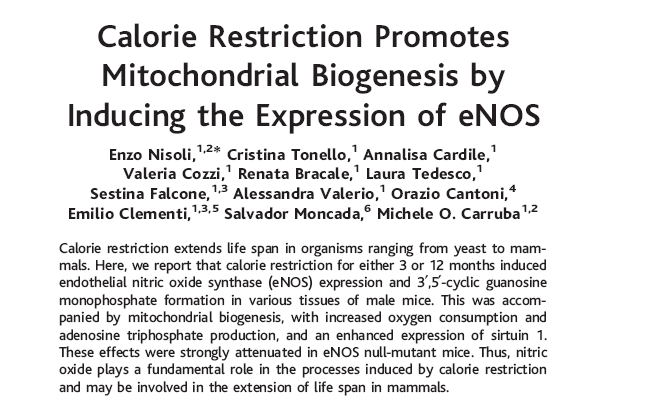 Calorie Restriction Promotes
Mitochondrial Biogenesis by
Inducing the Expression of eNOS
Enzo Nisoli,1,2* Cristina Tonello,1 Annalisa Cardile,1
Valeria Cozzi,1 Renata Bracale,1 Laura Tedesco,1
Sestina Falcone,1,3 Alessandra Valerio,1 Orazio Cantoni,4
Emilio Clementi,1,3,5 Salvador Moncada,6 Michele O. Carruba1,2
Calorie restriction extends life span in organisms ranging from yeast to mam-
mals. Here, we report that calorie restriction for either 3 or 12 months induced
endothelial nitric oxide synthase (eNOS) expression and 3′,5′-cyclic guanosine
monophosphate formation in various tissues of male mice. This was accom-
panied by mitochondrial biogenesis, with increased oxygen consumption and
adenosine triphosphate production, and an enhanced expression of sirtuin 1.
These effects were strongly attenuated in eNOS null-mutant mice. Thus, nitric
oxide plays a fundamental role in the processes induced by calorie restriction
and may be involved in the extension of life span in mammals.